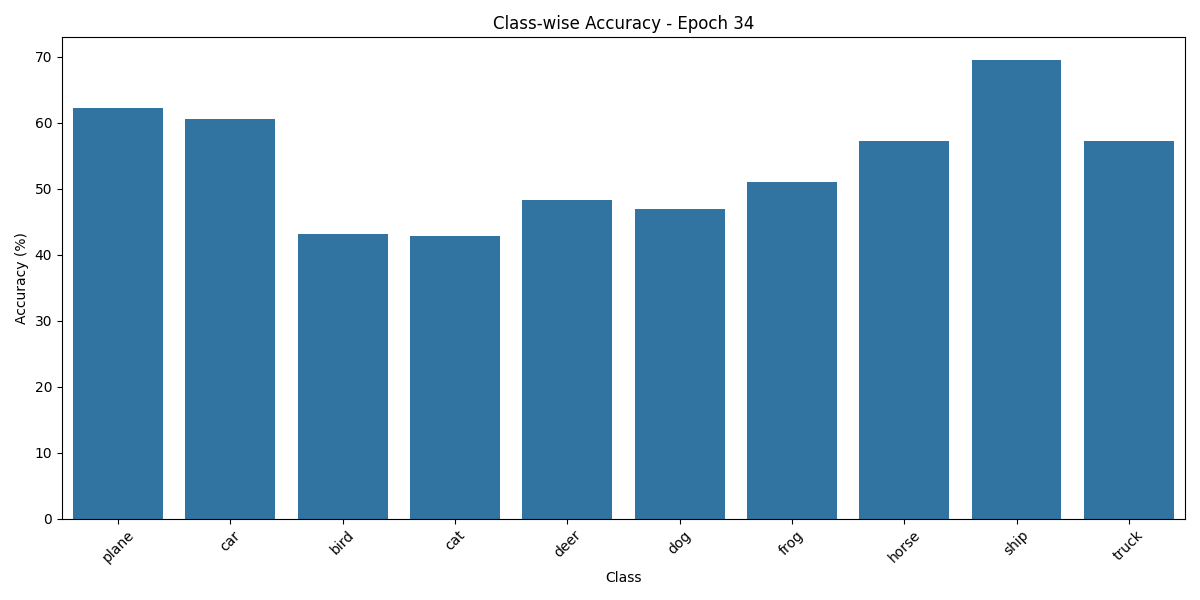 Class-wise Accuracy - Epoch 34
70
60
50
40
30
20
10
0
Accuracy (%)
plane
car
bird
cat
deer
dog
frog
horse
ship
truck
Class